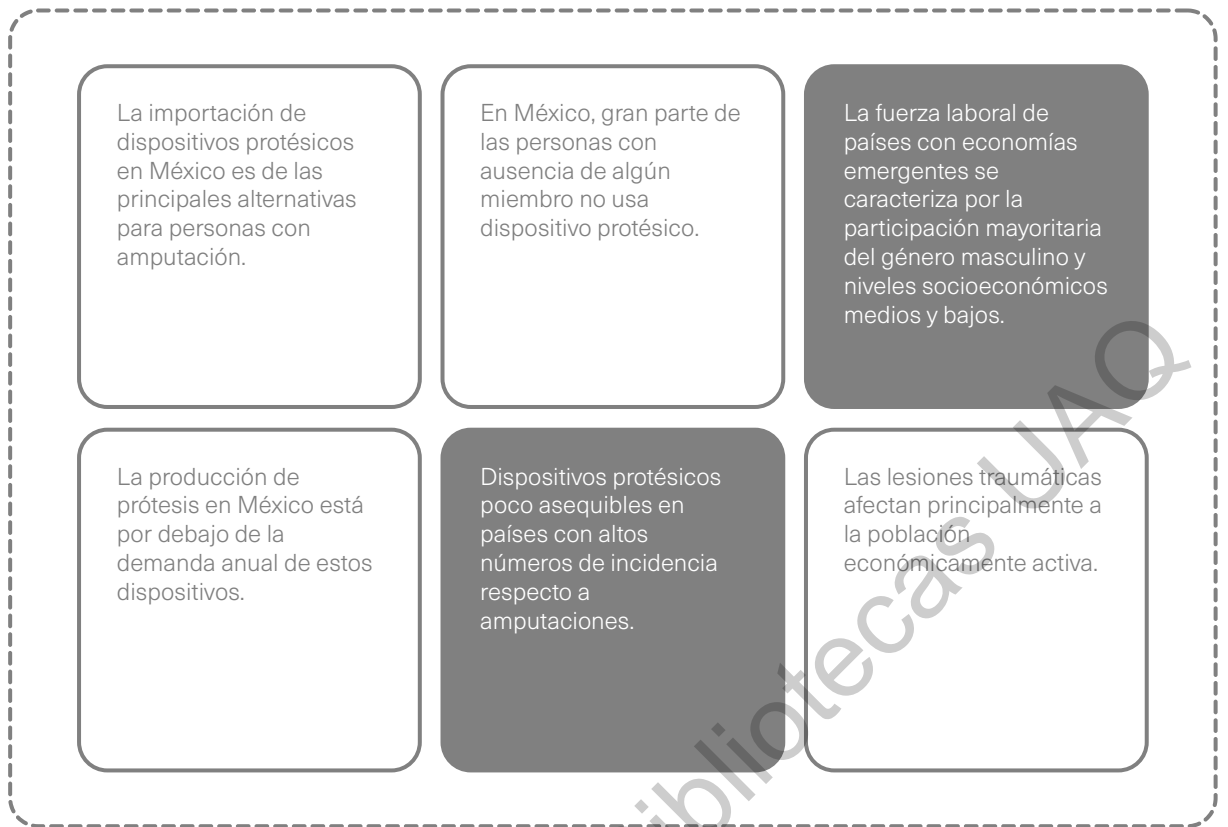 La importación de
dispositivos protésicos
en México es de las
principales alternativas
para personas con
amputación.
En México, gran parte de
las personas con
ausencia de algún
miembro no usa
dispositivo protésico.
La fuerza laboral de
países con economías
emergentes se
caracteriza por la
participación mayoritaria
del género masculino y
niveles socioeconómicos
medios y bajos.
La producción de
prótesis en México está
por debajo de la
demanda anual de estos
dispositivos.
Dispositivos protésicos
poco asequibles en
países con altos
números de incidencia
respecto a
amputaciones.
Las lesiones traumáticas
afectan principalmente a
la población
económicamente activa.
bibliotecas UAQ